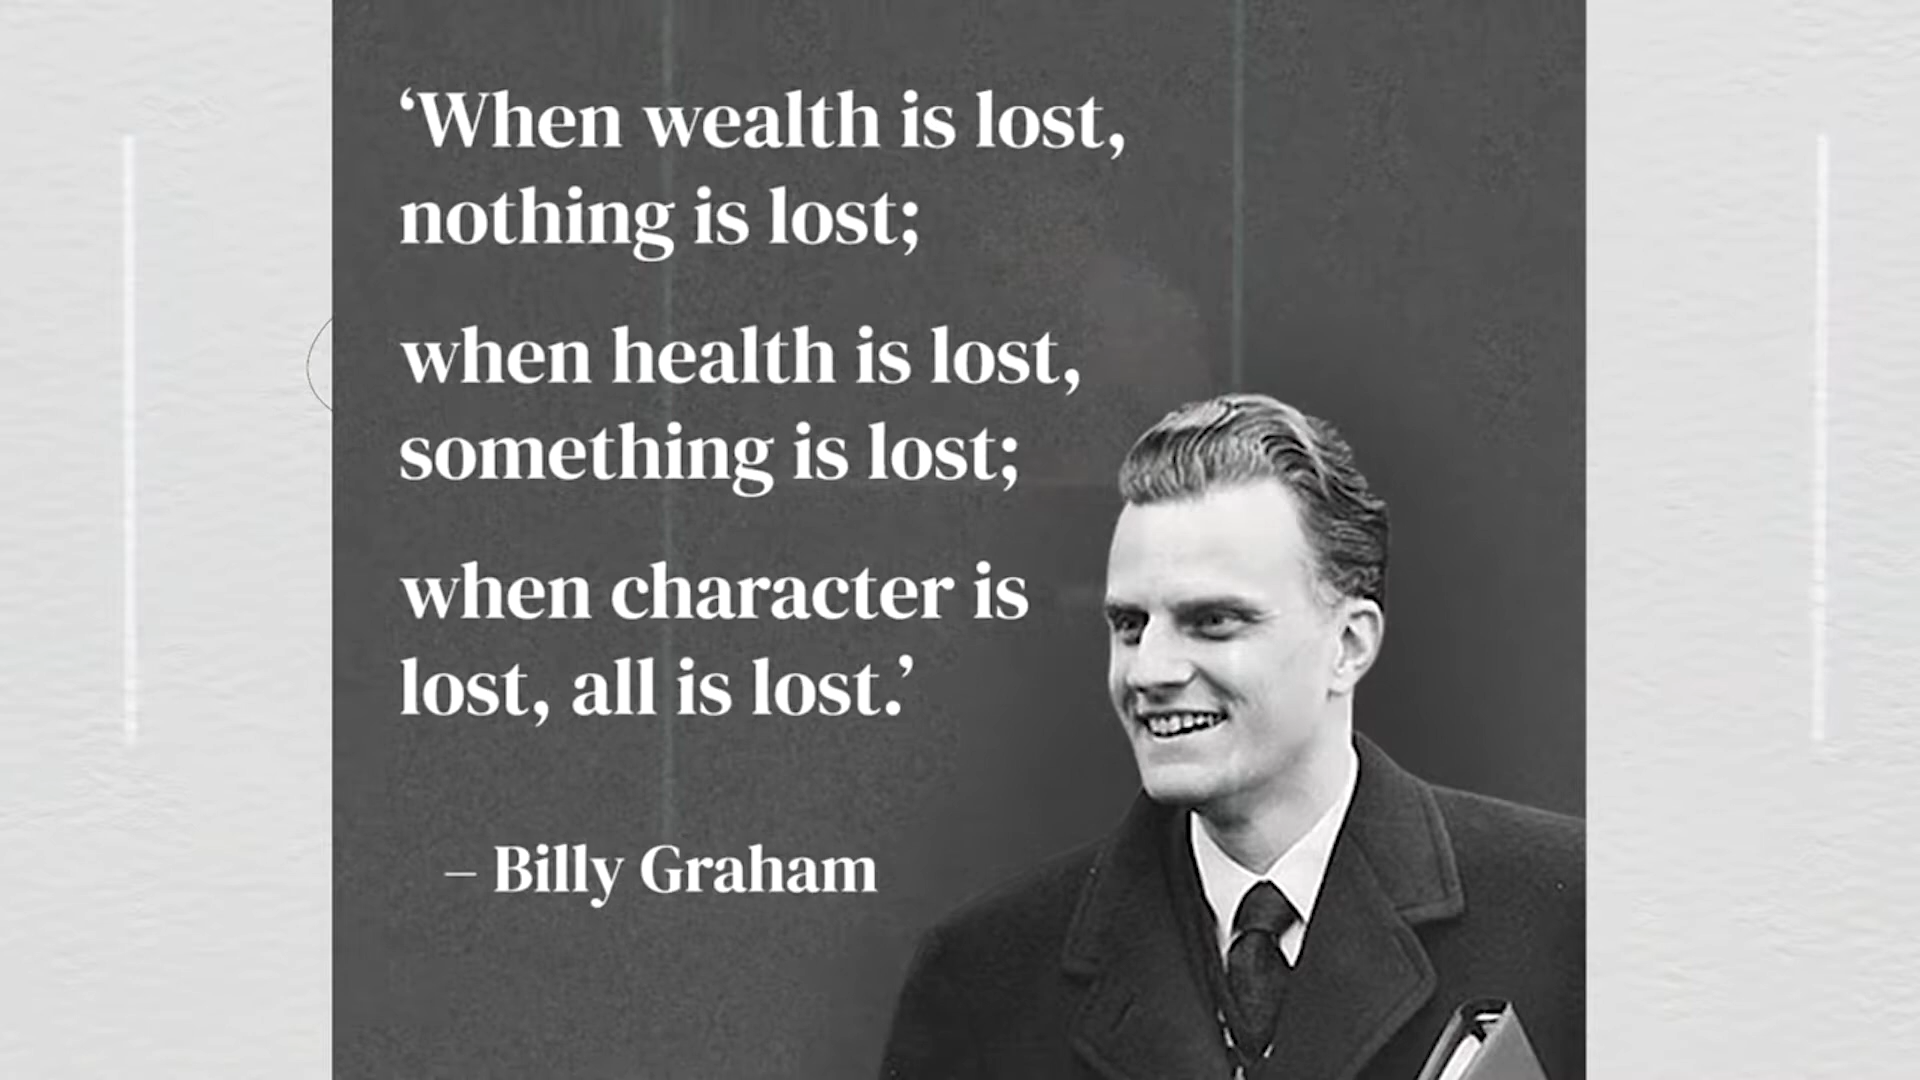 ‘When wealth is lost,
nothing is lost;
when health is lost,
something is lost;
when character is
lost, all is lost.’
– Billy Graham